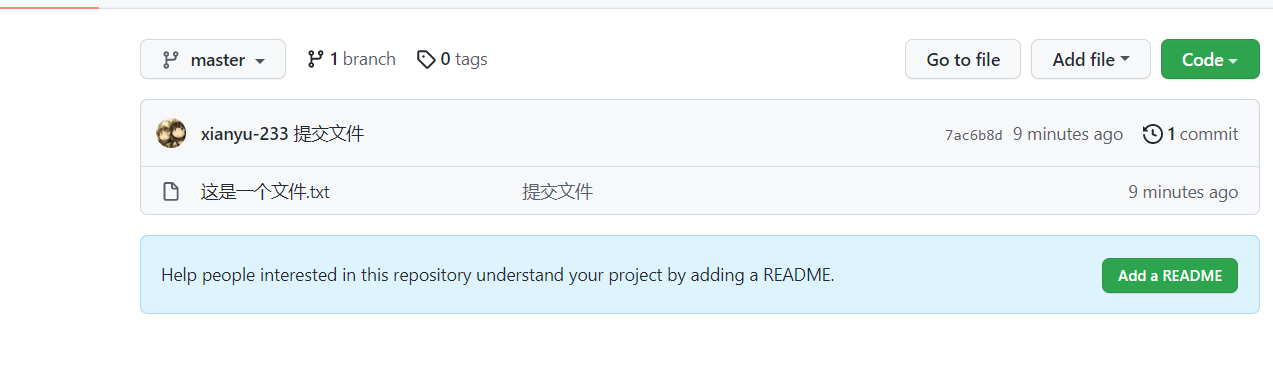 master 1 branch 0 tags Go to file Add file Code
xianyu-233 提交文件 7ac6b8d 9 minutes ago 1 commit
这是一个文件.txt 提交文件 9 minutes ago
Help people interested in this repository understand your project by adding a README. Add a README